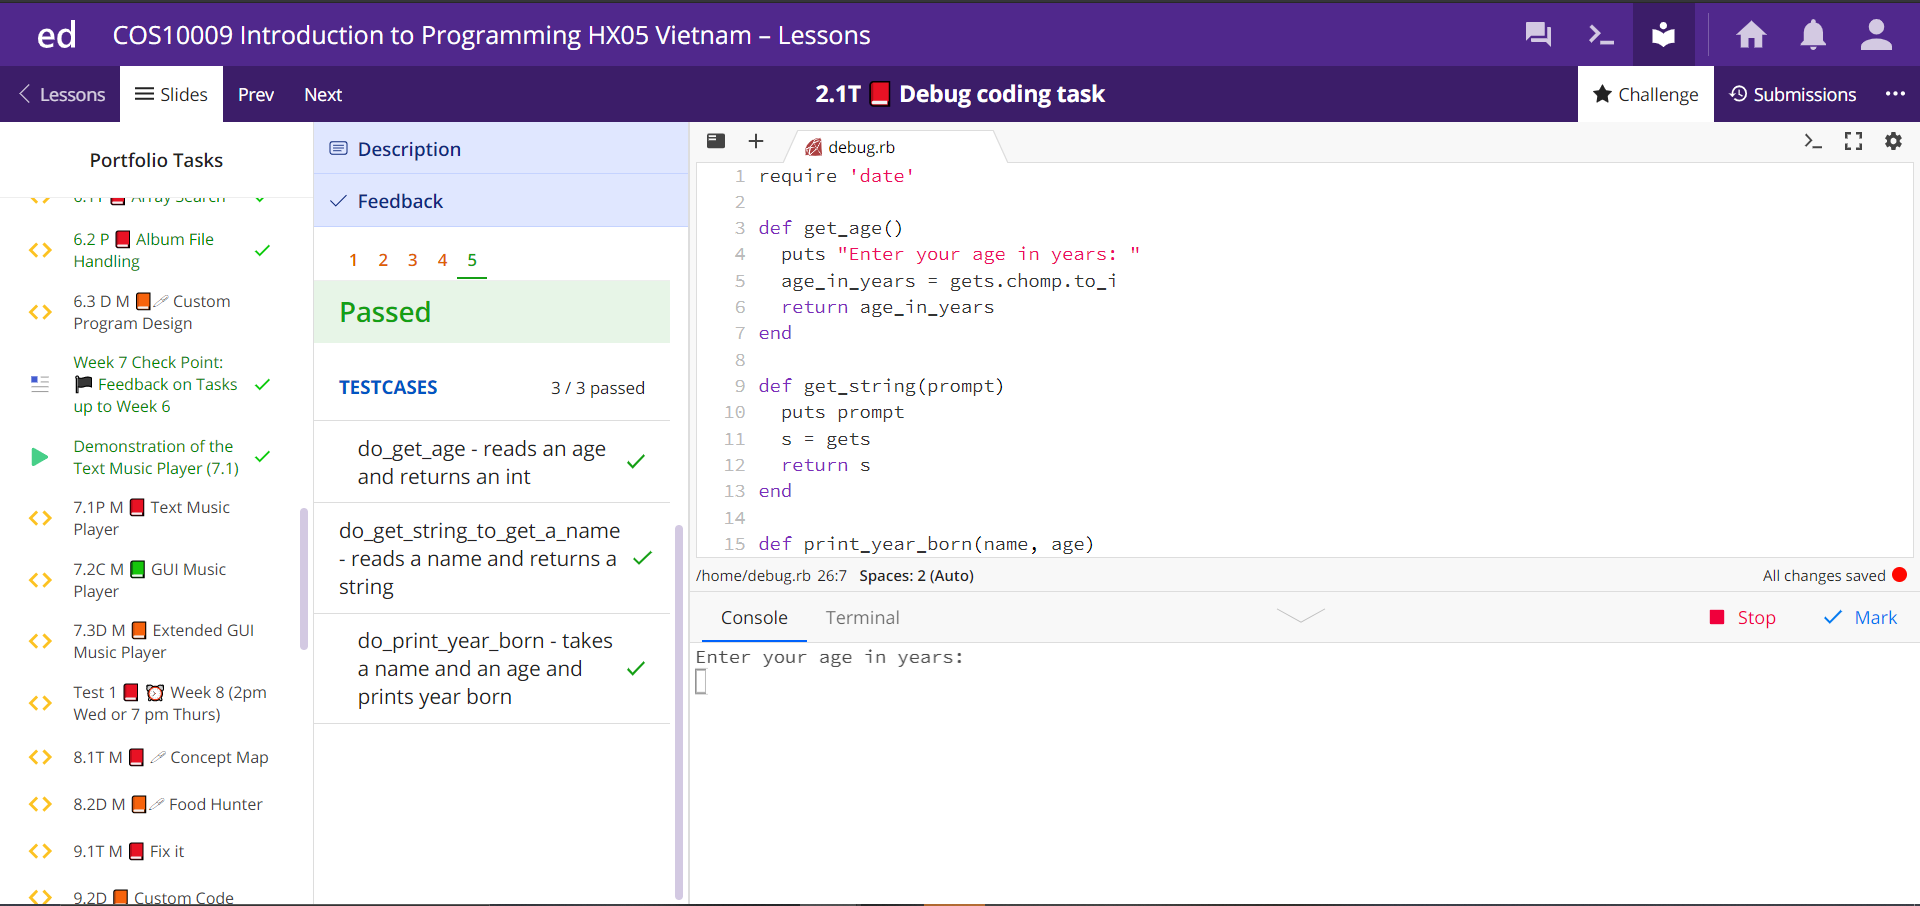 ed COS10009 Introduction to Programming HX05 Vietnam – Lessons
Lessons Slides Prev Next 2.1T 📕 Debug coding task Challenge Submissions
Portfolio Tasks
6.1T 📕 Array Search
6.2 P 📕 Album File
Handling
6.3 D M 📙 Custom
Program Design
Week 7 Check Point:
Feedback on Tasks
up to Week 6
Demonstration of the
Text Music Player (7.1)
7.1P M 📕 Text Music
Player
7.2C M 📗 GUI Music
Player
7.3D M 📙 Extended GUI
Music Player
Test 1 📕 ⏰ Week 8 (2pm
Wed or 7 pm Thurs)
8.1T M 📕 Concept Map
8.2D M 📙 Food Hunter
9.1T M 📕 Fix it
9.2D 📙 Custom Code
Description
Feedback
1 2 3 4 5
Passed
TESTCASES 3 / 3 passed
do_get_age - reads an age
and returns an int
do_get_string_to_get_a_name
- reads a name and returns a
string
do_print_year_born - takes
a name and an age and
prints year born
debug.rb
1 require 'date'
2
3 def get_age()
4 puts "Enter your age in years: "
5 age_in_years = gets.chomp.to_i
6 return age_in_years
7 end
8
9 def get_string(prompt)
10 puts prompt
11 s = gets
12 return s
13 end
14
15 def print_year_born(name, age)
/home/debug.rb 26:7 Spaces: 2 (Auto) All changes saved
Console Terminal Stop Mark
Enter your age in years: